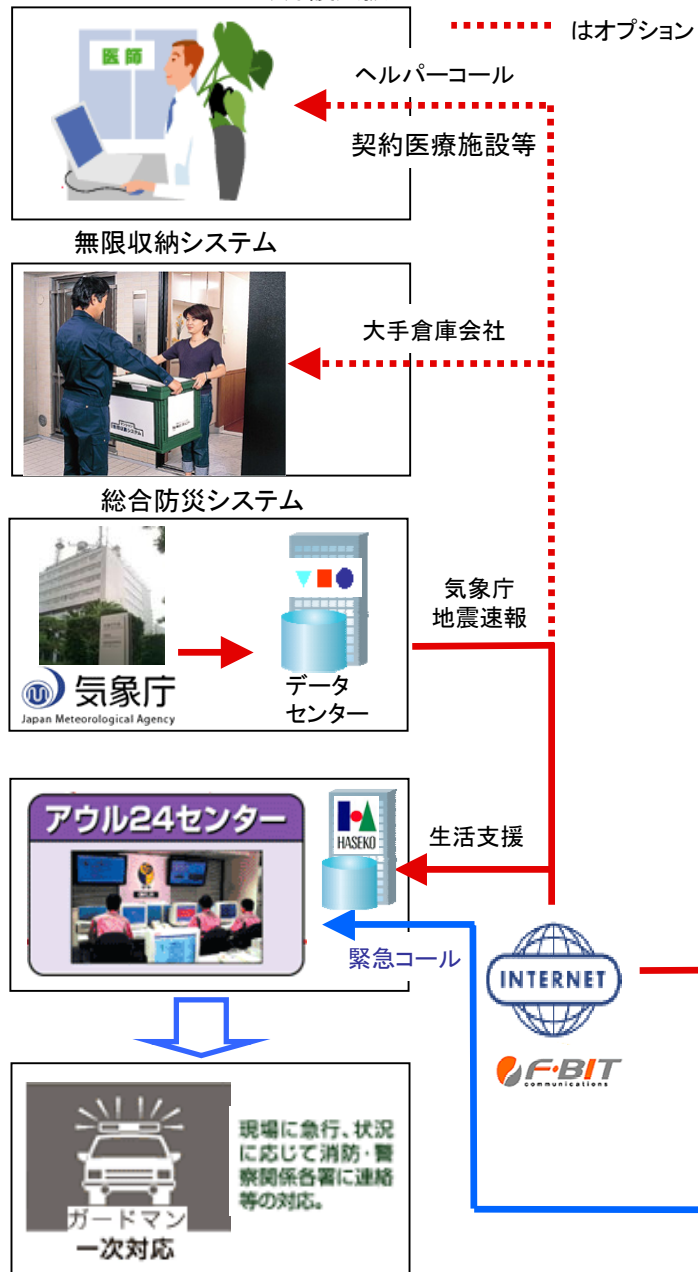 はオプション
医師
ヘルパーコール
契約医療施設等
無限収納システム
大手倉庫会社
総合防災システム
気象庁
地震速報
気象庁
Japan Meteorological Agency
データ
センター
アウル24センター
HASEKO
生活支援
緊急コール
INTERNET
F・BIT
communications
現場に急行、状況
に応じて消防・警
察関係各署に連絡
等の対応。
ガードマン
一次対応